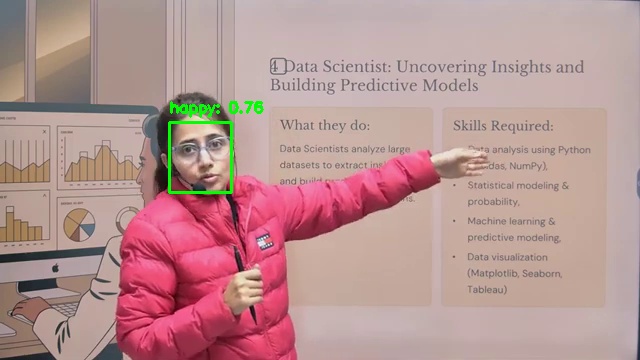 happy: 0.76
4 Data Scientist: Uncovering Insights and
Building Predictive Models
What they do:
Data Scientists analyze large
datasets to extract
and build
Skills Required:
Data analysis using Python
NumPy),
• Statistical modeling &
probability,
• Machine learning &
predictive modeling,
• Data visualization
(Matplotlib, Seaborn,
Tableau)